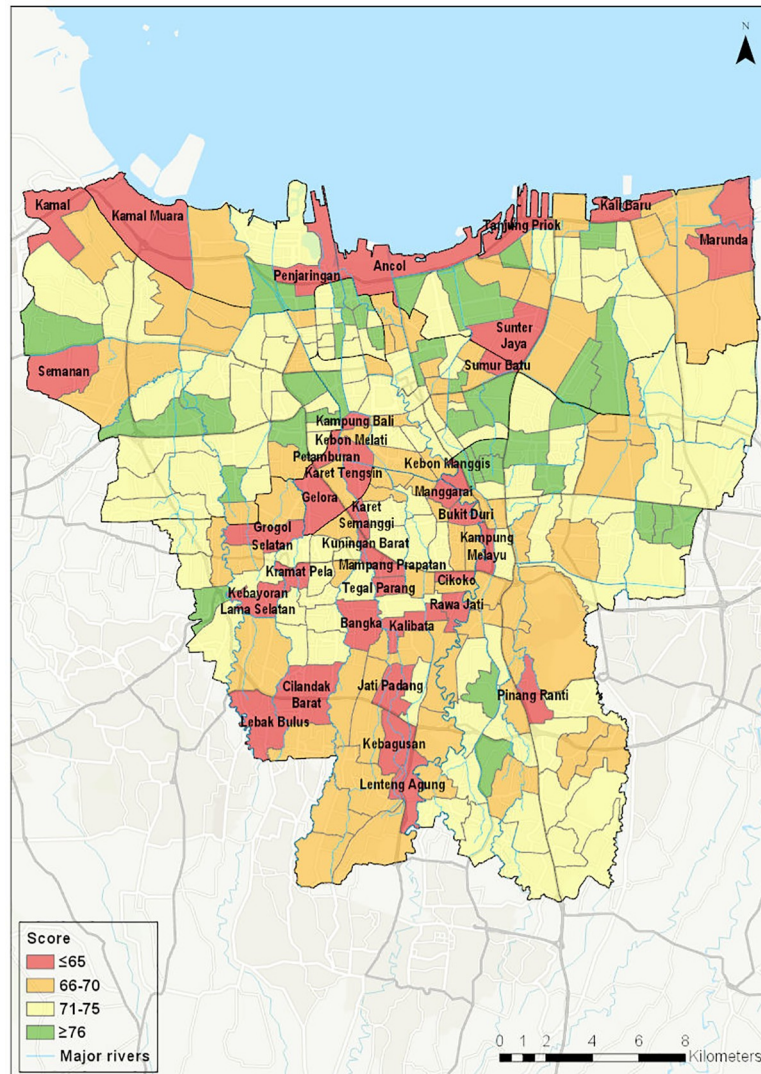 N
Kamal
Kamal Muara
Kali Baru
Tanjung Priok
Marunda
Ancol
Penjaringan
Sunter
Jaya
Semanan
Sumur Batu
Kampung Bali
Kebon Melati
Petamburan
Karet Tengsin
Kebon Manggis
Manggarai
Gelora
Karet
Semanggi
Bukit Duri
Grogol
Selatan
Kuningan Barat
Kampung
Melayu
Mampang Prapatan
Kramat Pela
Cikoko
Tegal Parang
Kebayoran
Lama Selatan
Rawa Jati
Bangka
Kalibata
Cilandak
Barat
Jati Padang
Pinang Ranti
Lebak Bulus
Kebagusan
Lenteng Agung
Score
≤65
66-70
71-75
≥76
Major rivers
0 1 2 4 6 8
Kilometers